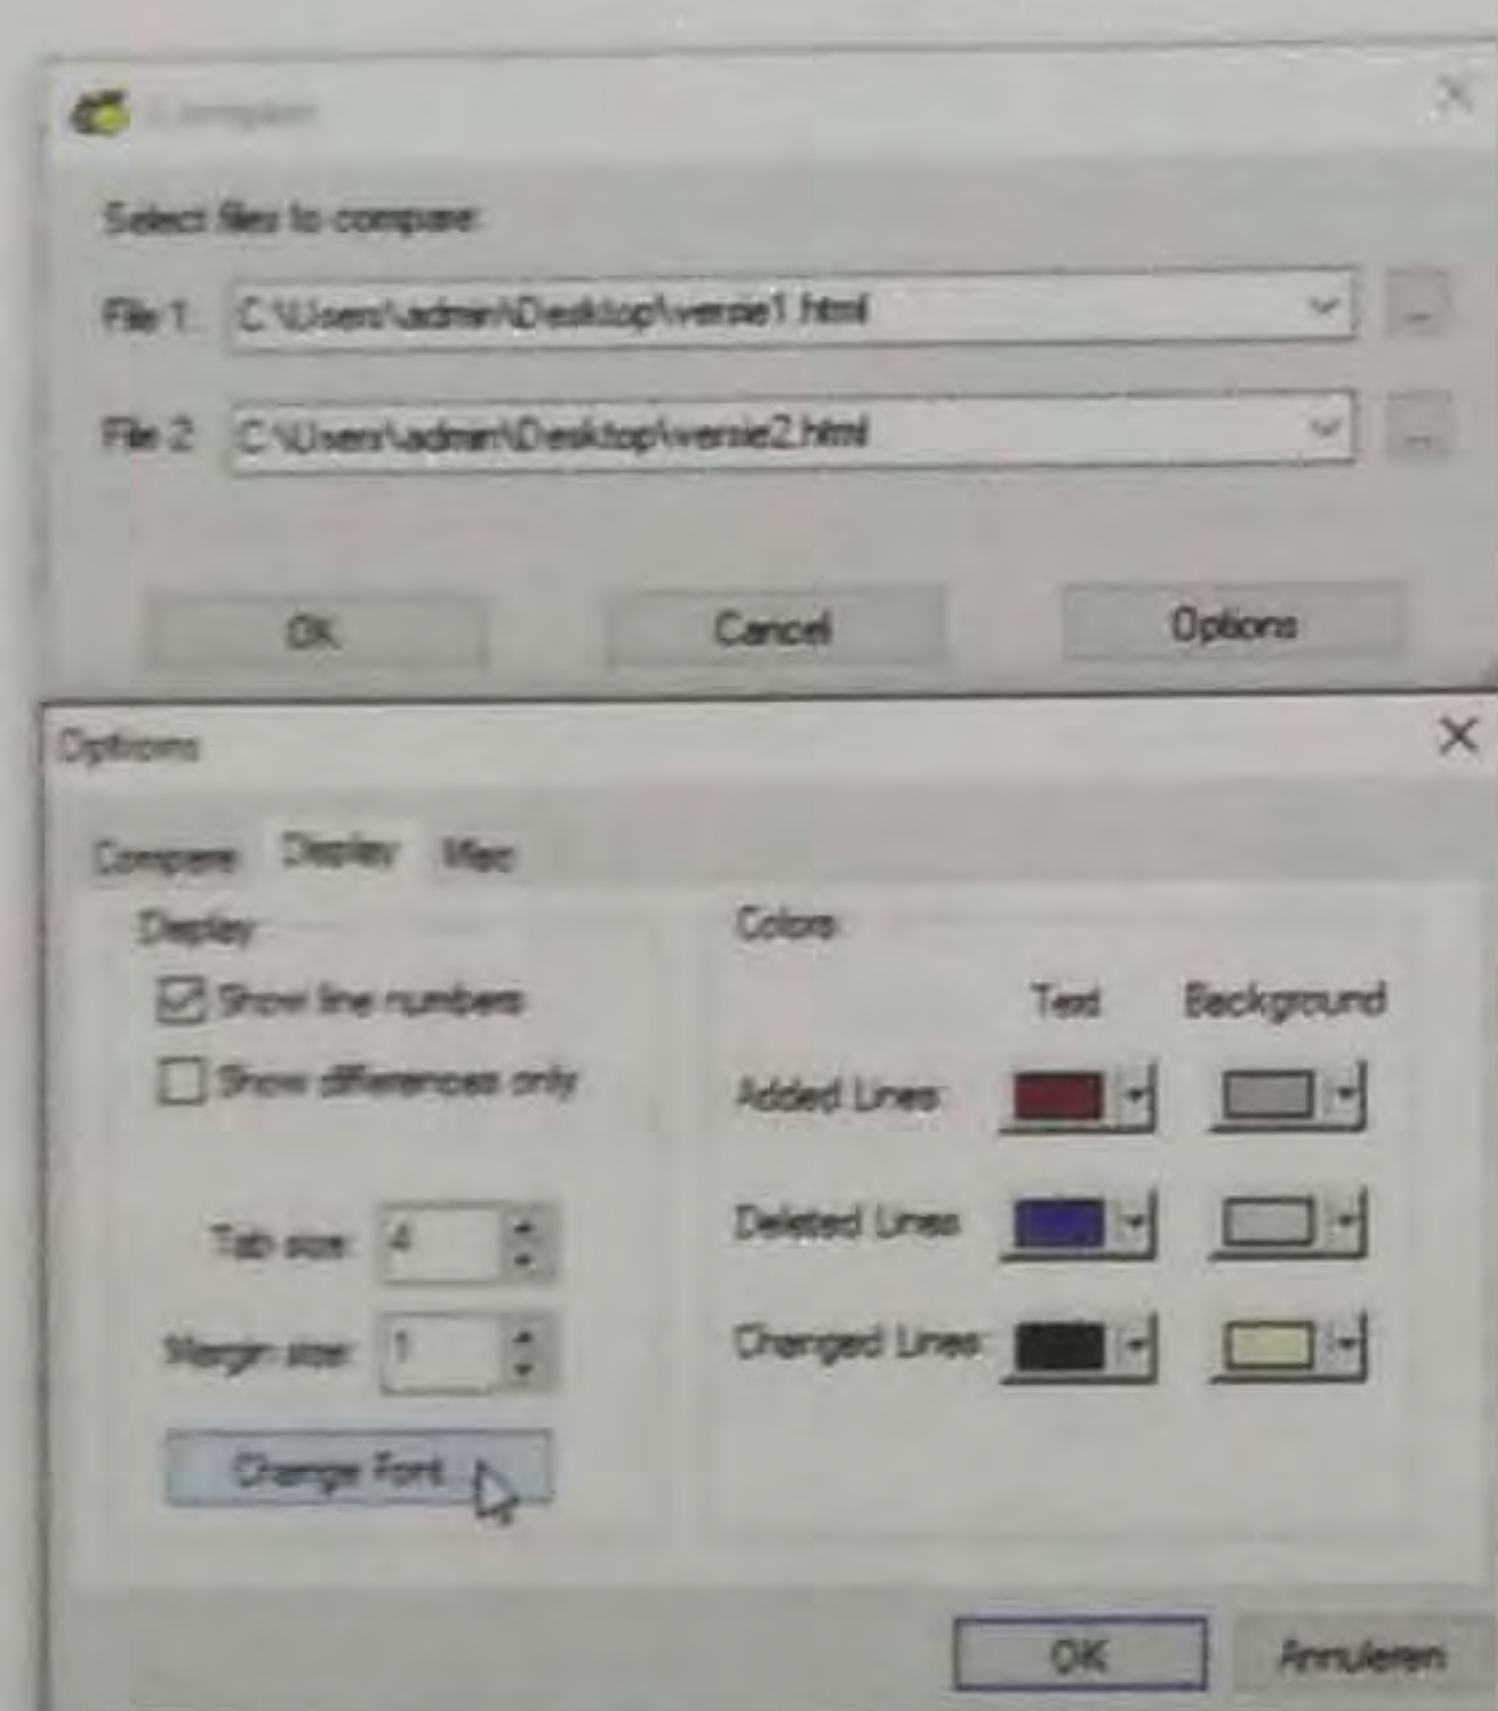 Compare
Select files to compare:
File 1: C:\Users\admin\Desktop\versie1.html
...
File 2: C:\Users\admin\Desktop\versie2.html
...
OK Cancel Options
Options
Compare Display Misc
Display
Show line numbers
Show differences only
Tab size: 4
Margin size: 1
Change Font...
Colors
Text Background
Added Lines:
Deleted Lines:
Changed Lines:
OK Annuleren